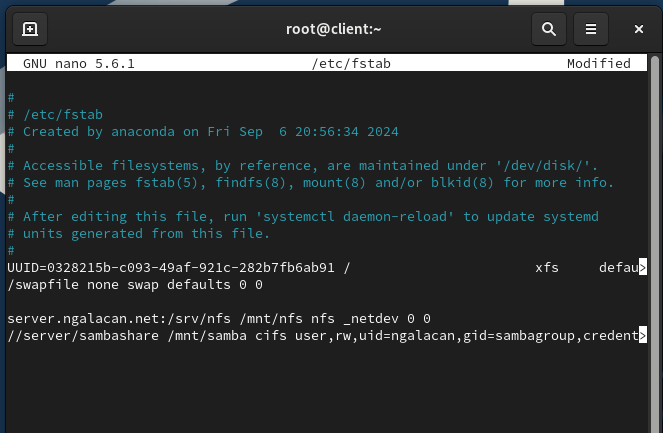 root@client:~
GNU nano 5.6.1 /etc/fstab Modified
#
# /etc/fstab
# Created by anaconda on Fri Sep  6 20:56:34 2024
#
# Accessible filesystems, by reference, are maintained under '/dev/disk/'.
# See man pages fstab(5), findfs(8), mount(8) and/or blkid(8) for more info.
#
# After editing this file, run 'systemctl daemon-reload' to update systemd
# units generated from this file.
#
UUID=0328215b-c093-49af-921c-282b7fb6ab91 / xfs defau>
/swapfile none swap defaults 0 0
server.ngalacan.net:/srv/nfs /mnt/nfs nfs _netdev 0 0
//server/sambashare /mnt/samba cifs user,rw,uid=ngalacan,gid=sambagroup,credent>